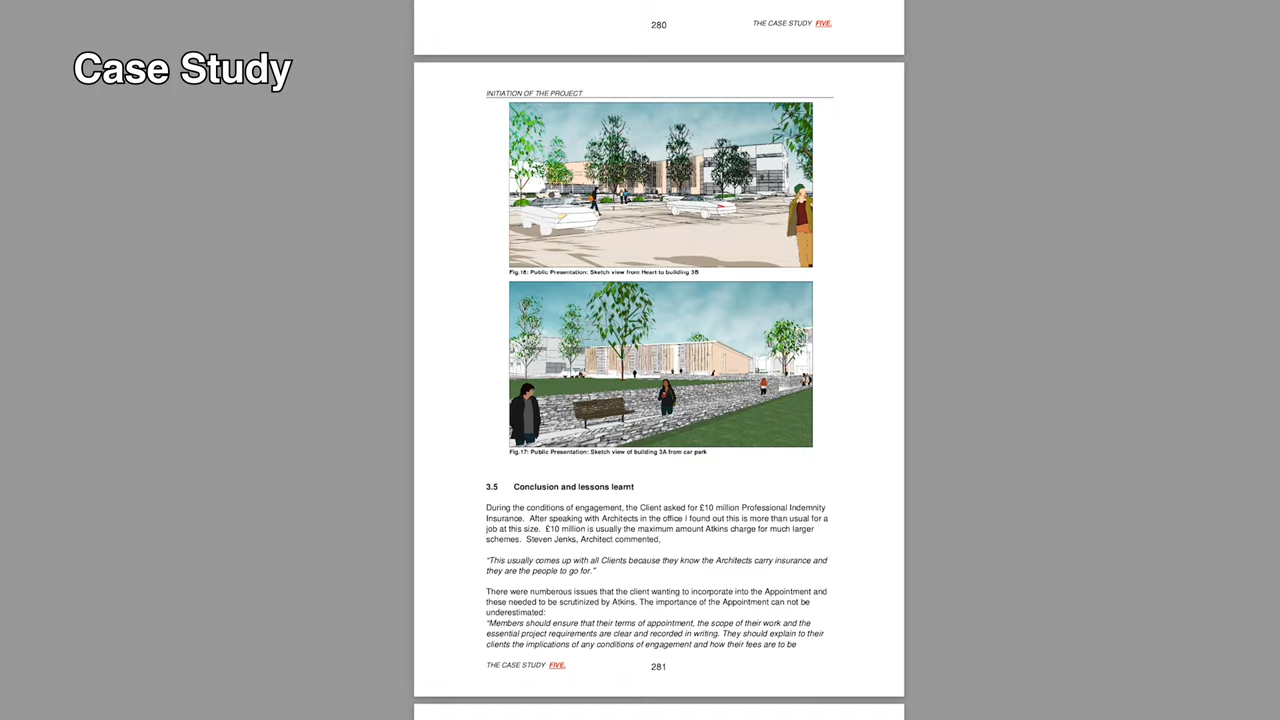 280
THE CASE STUDY FIVE.
Case Study
INITIATION OF THE PROJECT
Fig.16: Public Presentation: Sketch view from Heart to building 3B
Fig.17: Public Presentation: Sketch view of building 3A from car park
3.5 Conclusion and lessons learnt
During the conditions of engagement, the Client asked for £10 million Professional Indemnity
Insurance. After speaking with Architects in the office I found out this is more than usual for a
job at this size. £10 million is usually the maximum amount Atkins charge for much larger
schemes. Steven Jenks, Architect commented,
"This usually comes up with all Clients because they know the Architects carry insurance and
they are the people to go for."
There were numberous issues that the client wanting to incorporate into the Appointment and
these needed to be scrutinized by Atkins. The importance of the Appointment can not be
underestimated:
"Members should ensure that their terms of appointment, the scope of their work and the
essential project requirements are clear and recorded in writing. They should explain to their
clients the implications of any conditions of engagement and how their fees are to be
THE CASE STUDY FIVE.
281